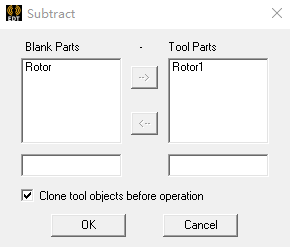 EDT
Subtract
Blank Parts - Tool Parts
Rotor
Rotor1
-->
<--
Clone tool objects before operation
OK Cancel